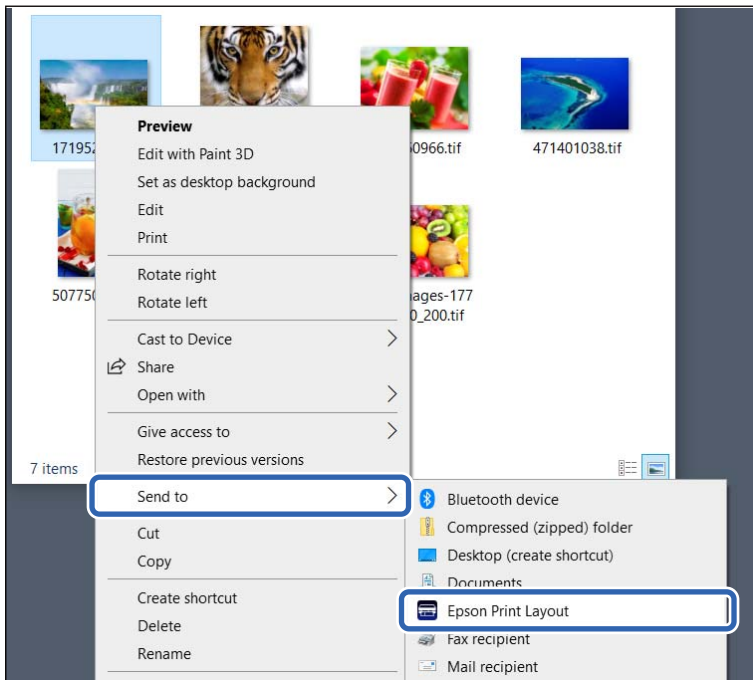 17195
0966.tif
471401038.tif
50775
ages-177
0_200.tif
7 items
Preview
Edit with Paint 3D
Set as desktop background
Edit
Print
Rotate right
Rotate left
Cast to Device
Share
Open with
Give access to
Restore previous versions
Send to
Cut
Copy
Create shortcut
Delete
Rename
Bluetooth device
Compressed (zipped) folder
Desktop (create shortcut)
Documents
Epson Print Layout
Fax recipient
Mail recipient